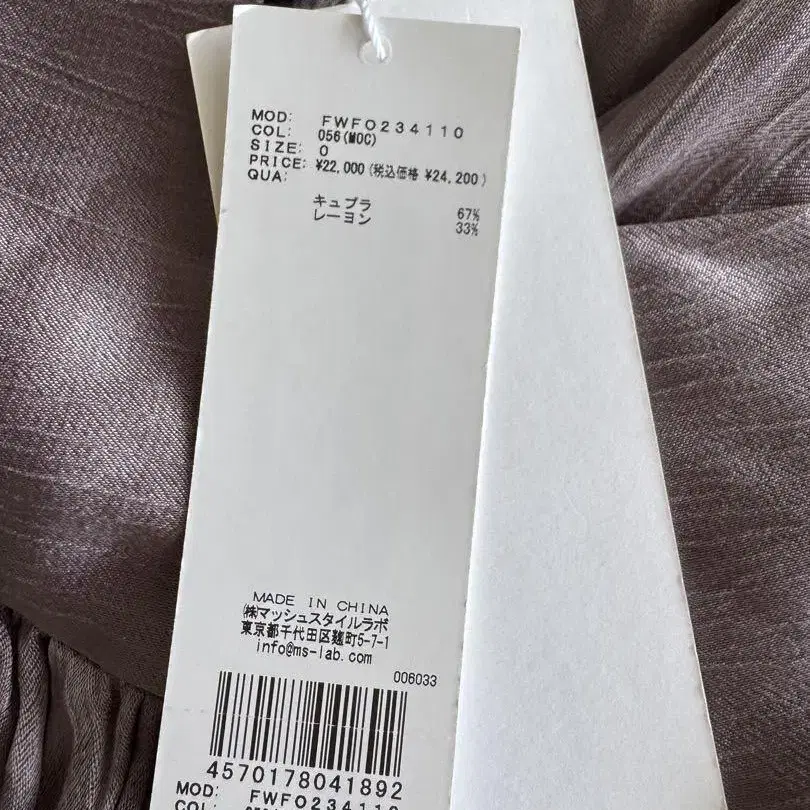 MOD: FWFO234110
COL: 056(MOC)
SIZE: 0
PRICE: ¥22,000(税込価格 ¥24,200)
QUA:
キュプラ 67%
レーヨン 33%
MADE IN CHINA
㈱マッシュスタイルラボ
東京都千代田区麹町5-7-1
info@ms-lab.com
006033
4570178041892
MOD: FWFO234110
COL: